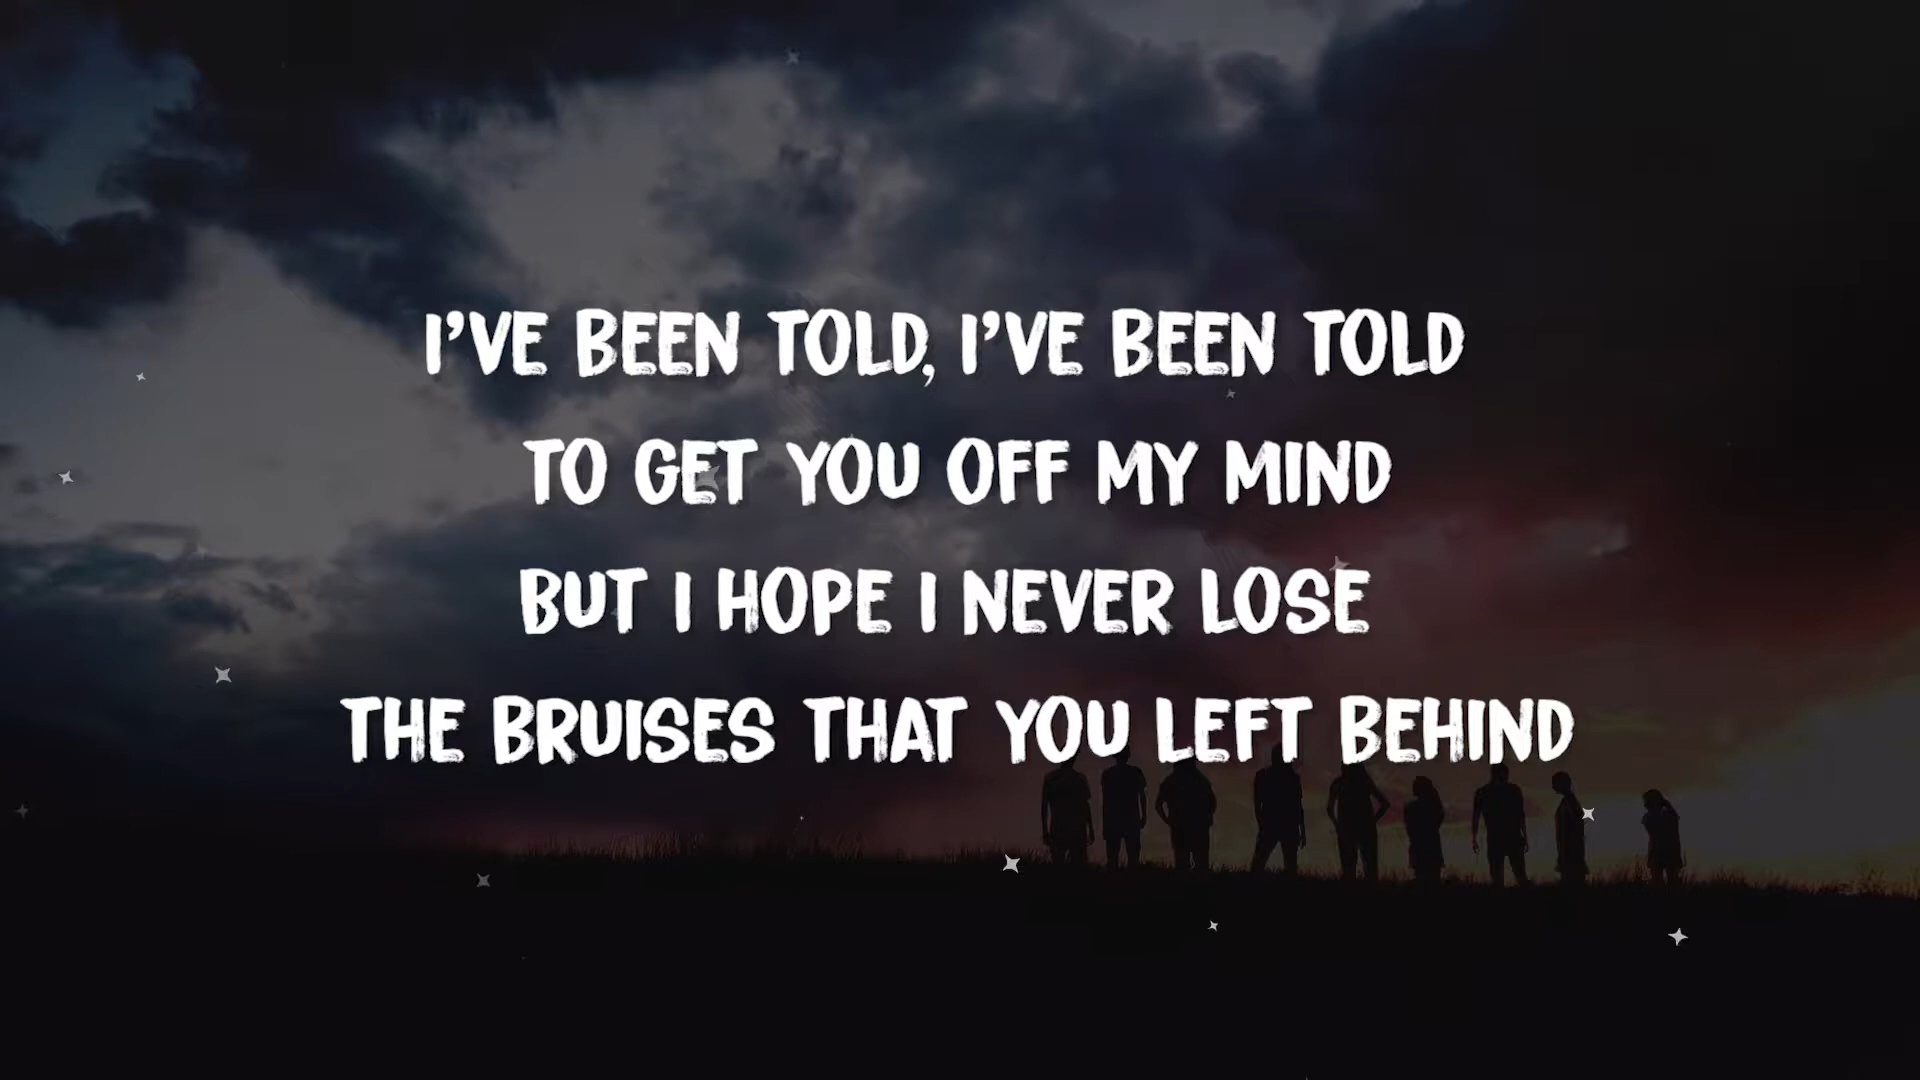 I'VE BEEN TOLD, I'VE BEEN TOLD
TO GET YOU OFF MY MIND
BUT I HOPE I NEVER LOSE
THE BRUISES THAT YOU LEFT BEHIND